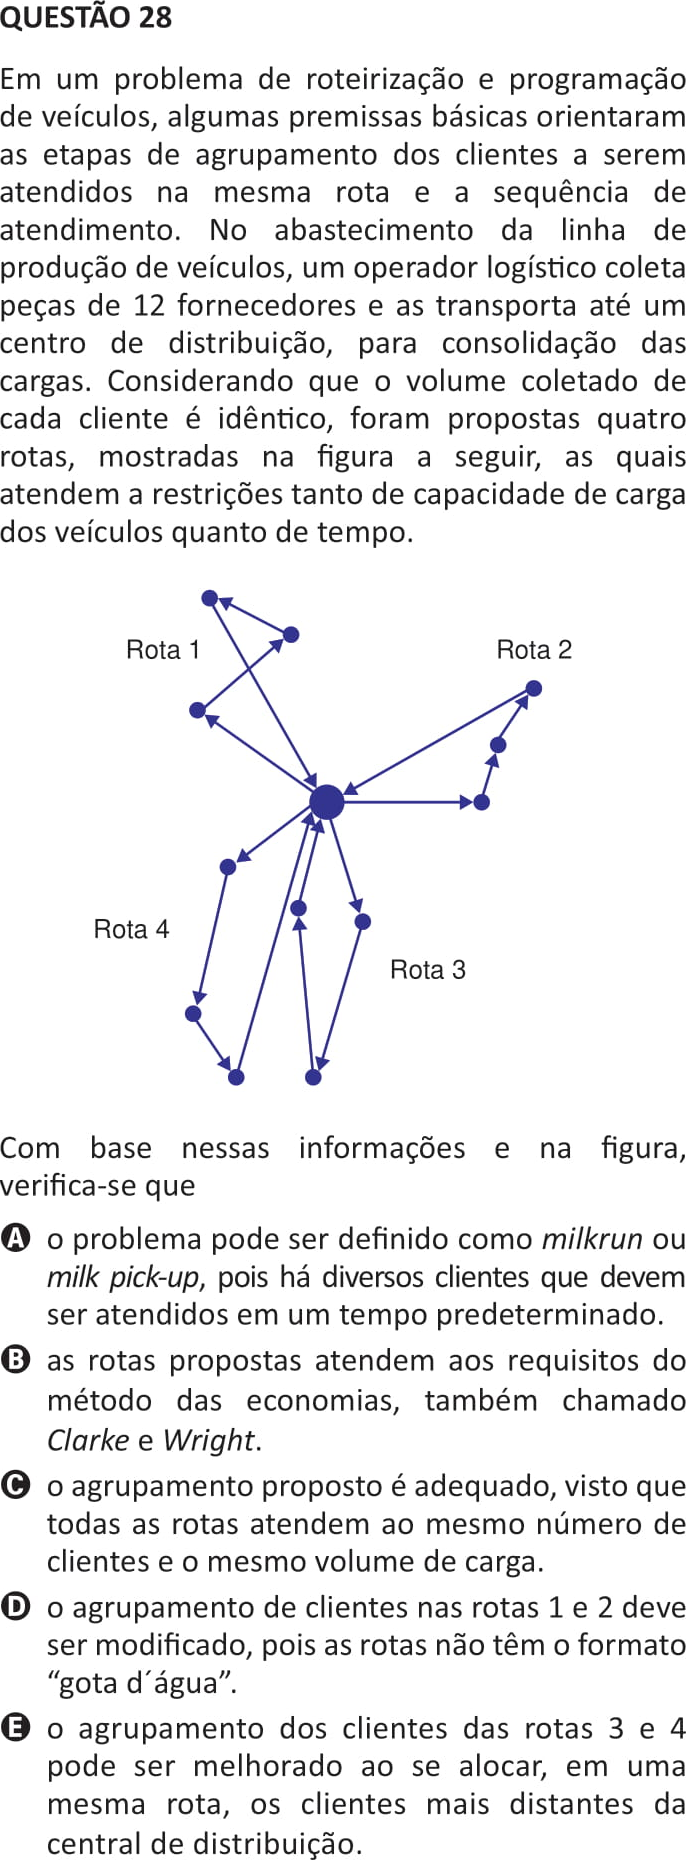 QUESTÃO 28
Em um problema de roteirização e programação
de veículos, algumas premissas básicas orientaram
as etapas de agrupamento dos clientes a serem
atendidos na mesma rota e a sequência de
atendimento. No abastecimento da linha de
produção de veículos, um operador logístico coleta
peças de 12 fornecedores e as transporta até um
centro de distribuição, para consolidação das
cargas. Considerando que o volume coletado de
cada cliente é idêntico, foram propostas quatro
rotas, mostradas na figura a seguir, as quais
atendem a restrições tanto de capacidade de carga
dos veículos quanto de tempo.
Rota 1
Rota 2
Rota 4
Rota 3
Com base nessas informações e na figura,
verifica-se que
A o problema pode ser definido como milkrun ou
milk pick-up, pois há diversos clientes que devem
ser atendidos em um tempo predeterminado.
B as rotas propostas atendem aos requisitos do
método das economias, também chamado
Clarke e Wright.
C o agrupamento proposto é adequado, visto que
todas as rotas atendem ao mesmo número de
clientes e o mesmo volume de carga.
D o agrupamento de clientes nas rotas 1 e 2 deve
ser modificado, pois as rotas não têm o formato
“gota d´água”.
E o agrupamento dos clientes das rotas 3 e 4
pode ser melhorado ao se alocar, em uma
mesma rota, os clientes mais distantes da
central de distribuição.